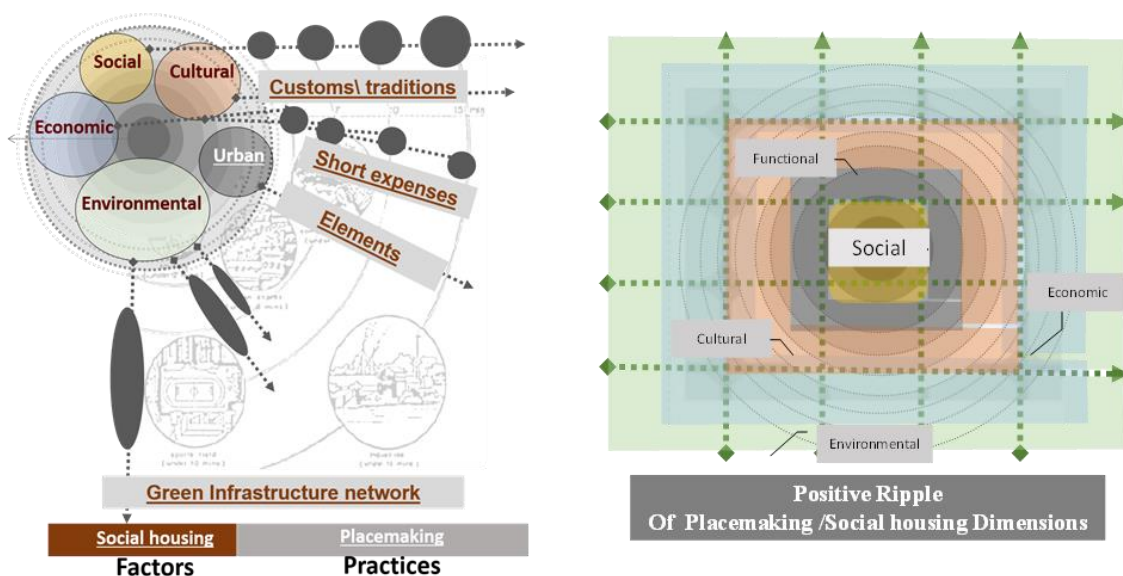 Social
Cultural
Customs\ traditions
Economic
Urban
Short expenses
Environmental
Elements
Green Infrastructure network
Social housing
Placemaking
Factors
Practices
Functional
Social
Economic
Cultural
Environmental
Positive Ripple
Of Placemaking /Social housing Dimensions